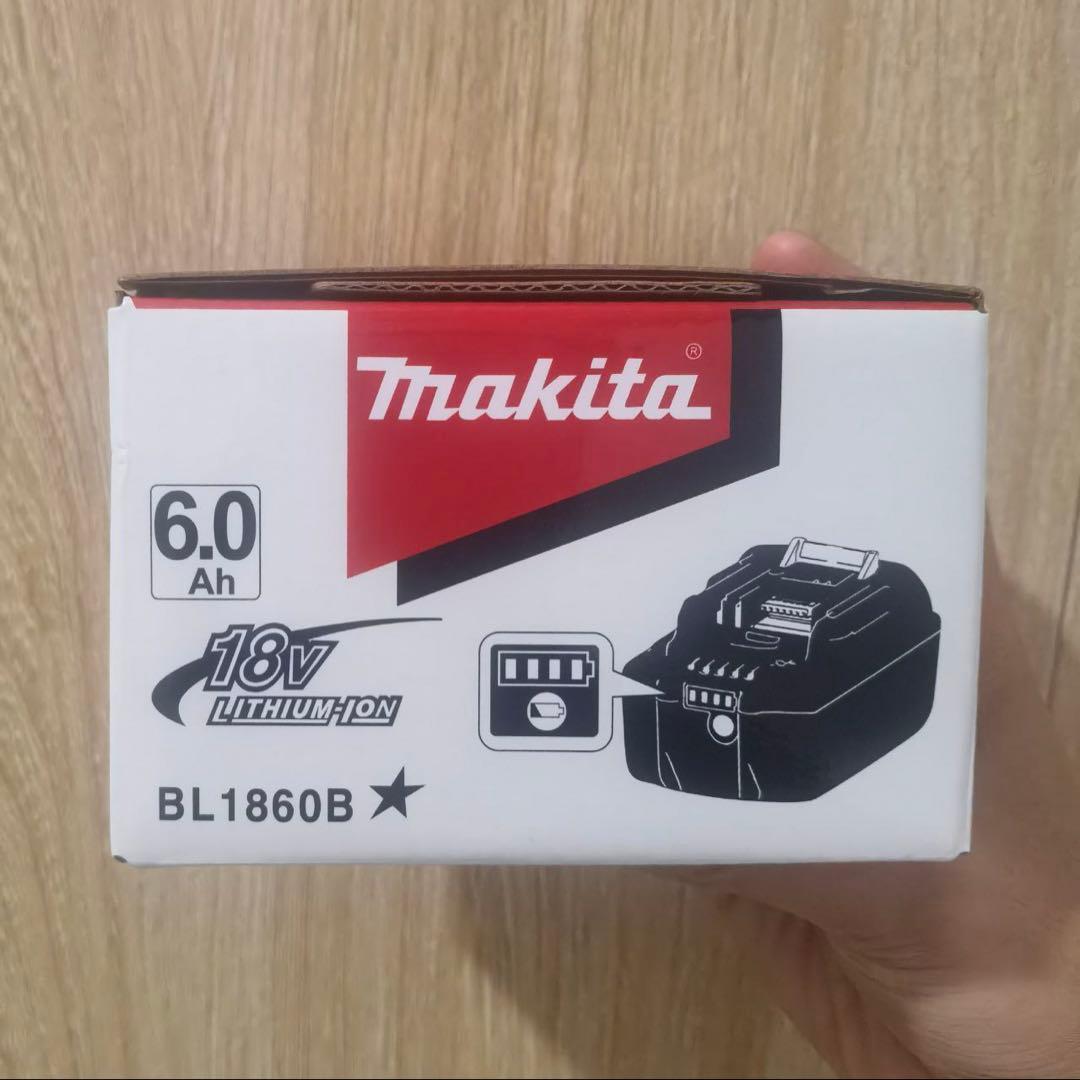 makita®
6.0
Ah
18V
LITHIUM-ION
BL1860B★